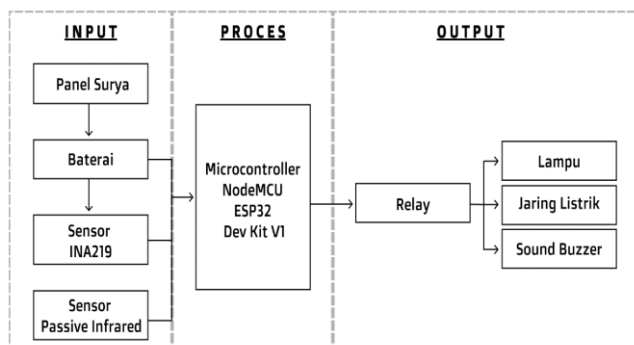 INPUT
PROCES
OUTPUT
Panel Surya
Baterai
Sensor
INA219
Sensor
Passive Infrared
Microcontroller
NodeMCU
ESP32
Dev Kit V1
Relay
Lampu
Jaring Listrik
Sound Buzzer